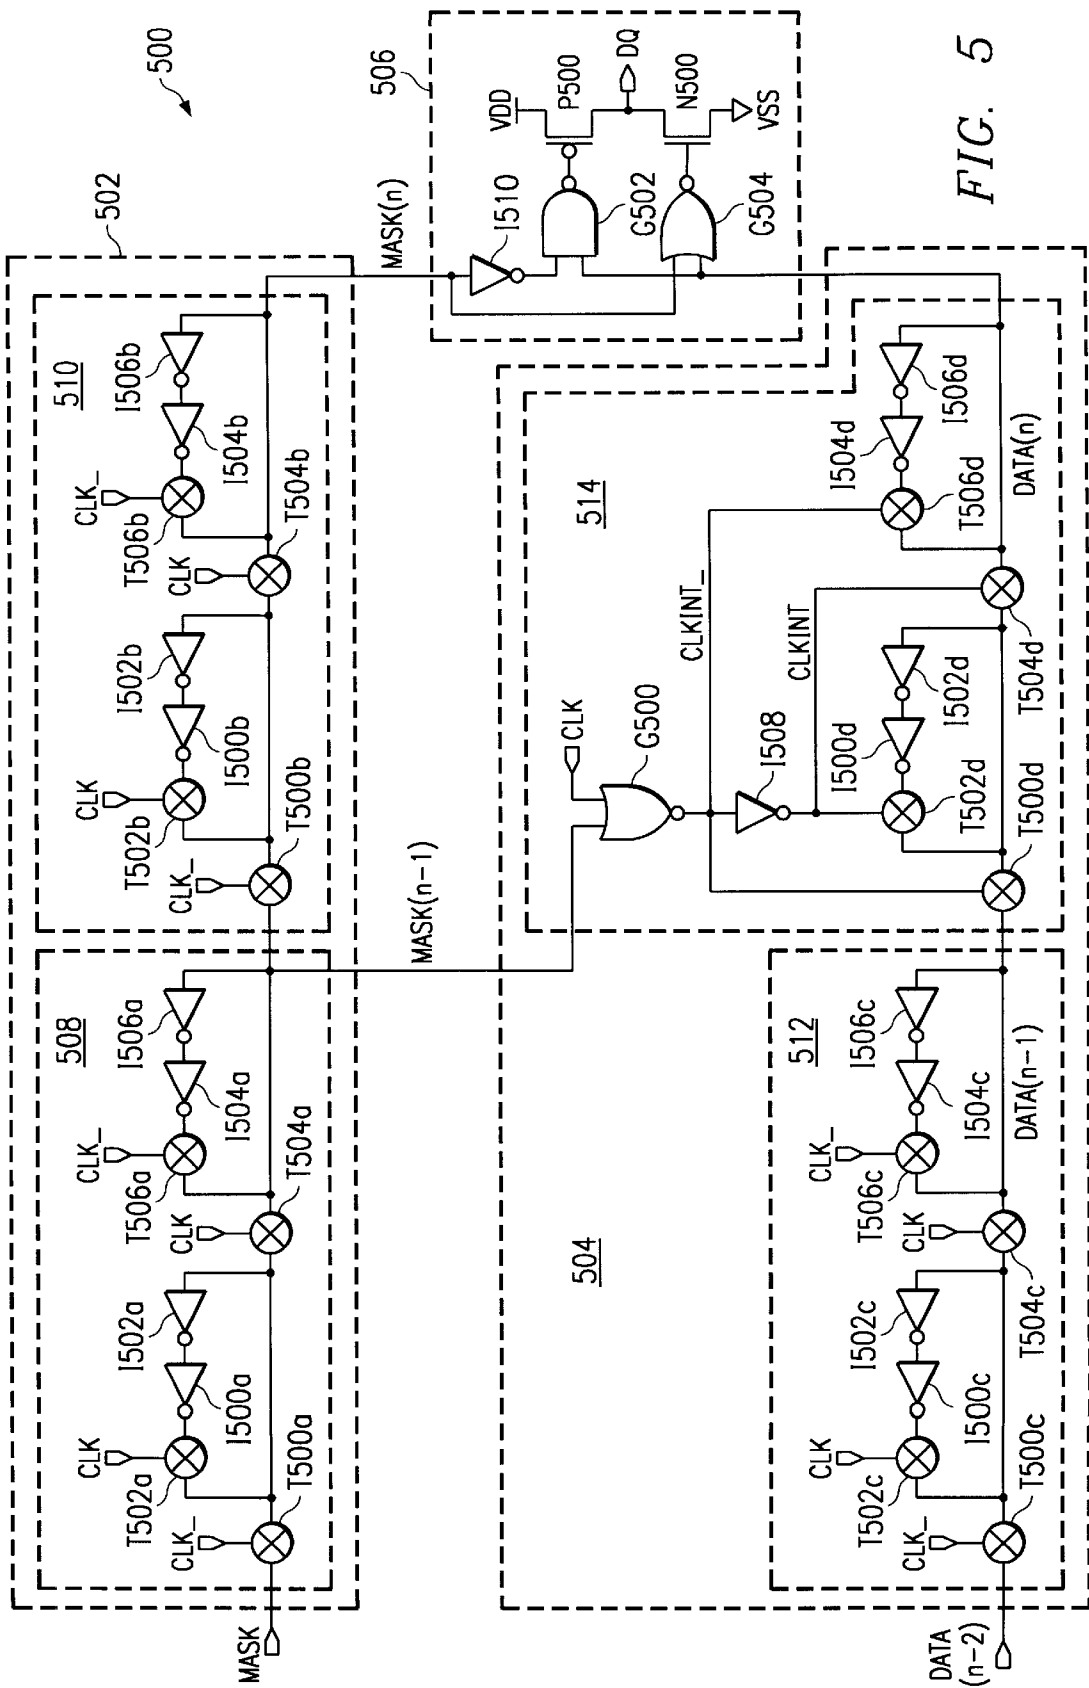 500
502
510
CLK_
T506b
I506b
I504b
CLK
T504b
CLK
T502b
I502b
I500b
CLK_
T500b
508
CLK_
T506a
I506a
I504a
CLK
T504a
CLK
T502a
I502a
I500a
CLK_
T500a
MASK
MASK(n)
MASK(n-1)
506
VDD
P500
DQ
N500
VSS
I510
G502
G504
504
514
CLK
G500
CLKINT_
I508
CLKINT
I504d
I506d
T506d
DATA(n)
I500d
I502d
T502d
T504d
T500d
512
CLK_
T506c
I506c
I504c
DATA(n-1)
CLK
T504c
CLK
T502c
I502c
I500c
CLK_
T500c
DATA
(n-2)
FIG. 5